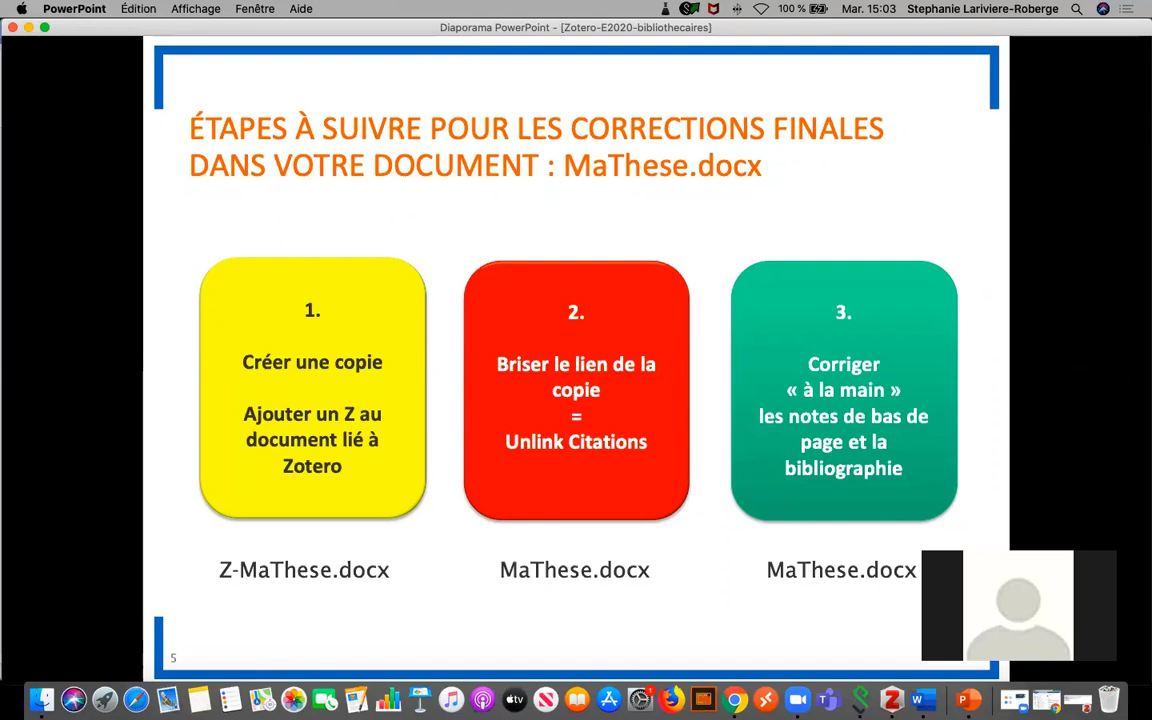 PowerPoint Édition Affichage Fenêtre Aide 100 % Mar. 15:03 Stephanie Lariviere-Roberge
Diaporama PowerPoint - [Zotero-E2020-bibliothecaires]
ÉTAPES À SUIVRE POUR LES CORRECTIONS FINALES
DANS VOTRE DOCUMENT : MaThese.docx
1.
Créer une copie
Ajouter un Z au
document lié à
Zotero
2.
Briser le lien de la
copie
=
Unlink Citations
3.
Corriger
« à la main »
les notes de bas de
page et la
bibliographie
Z-MaThese.docx
MaThese.docx
MaThese.docx
5